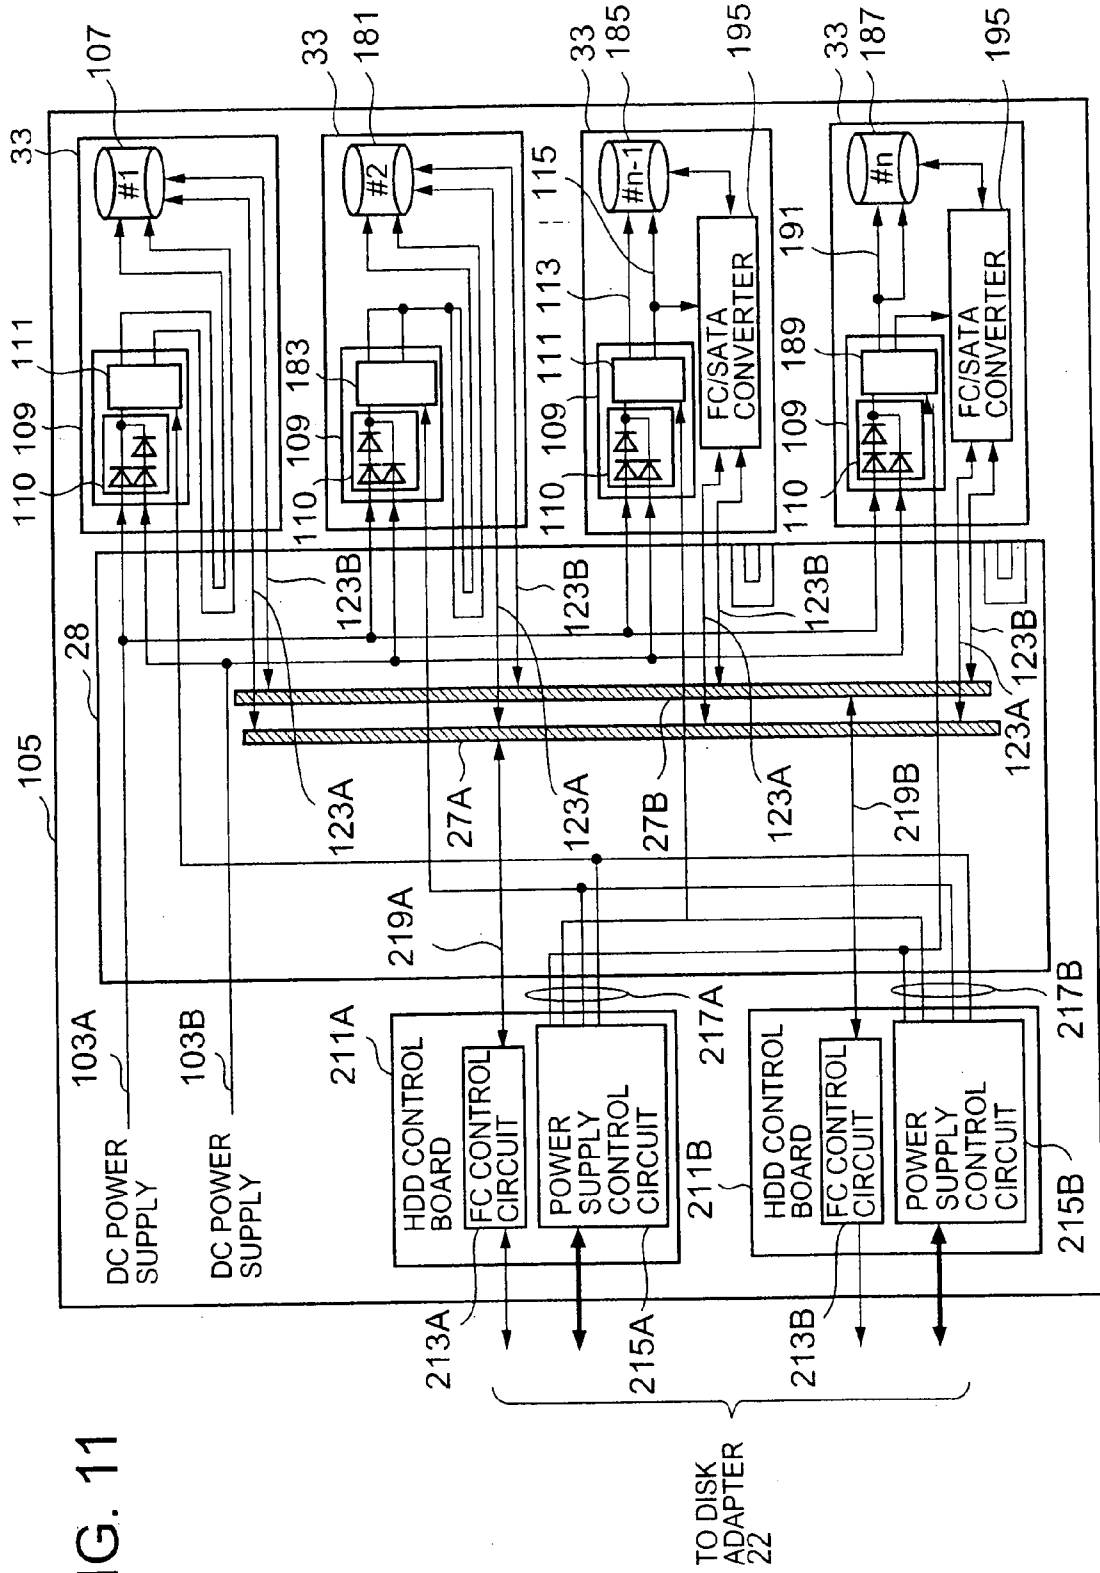 FIG. 11
105
28
33
107
110
109
111
#1
33
181
110
109
183
#2
33
185
110
109
111
113
115
#n-1
195
FC/SATA
CONVERTER
33
187
110
109
189
191
#n
195
FC/SATA
CONVERTER
103A
DC POWER
SUPPLY
103B
DC POWER
SUPPLY
123A
123B
27A
123A
123B
27B
123A
123B
123A
123B
219A
219B
217A
217B
211A
HDD CONTROL
BOARD
FC CONTROL
CIRCUIT
POWER
SUPPLY
CONTROL
CIRCUIT
213A
215A
211B
HDD CONTROL
BOARD
FC CONTROL
CIRCUIT
POWER
SUPPLY
CONTROL
CIRCUIT
213B
215B
TO DISK
ADAPTER
22